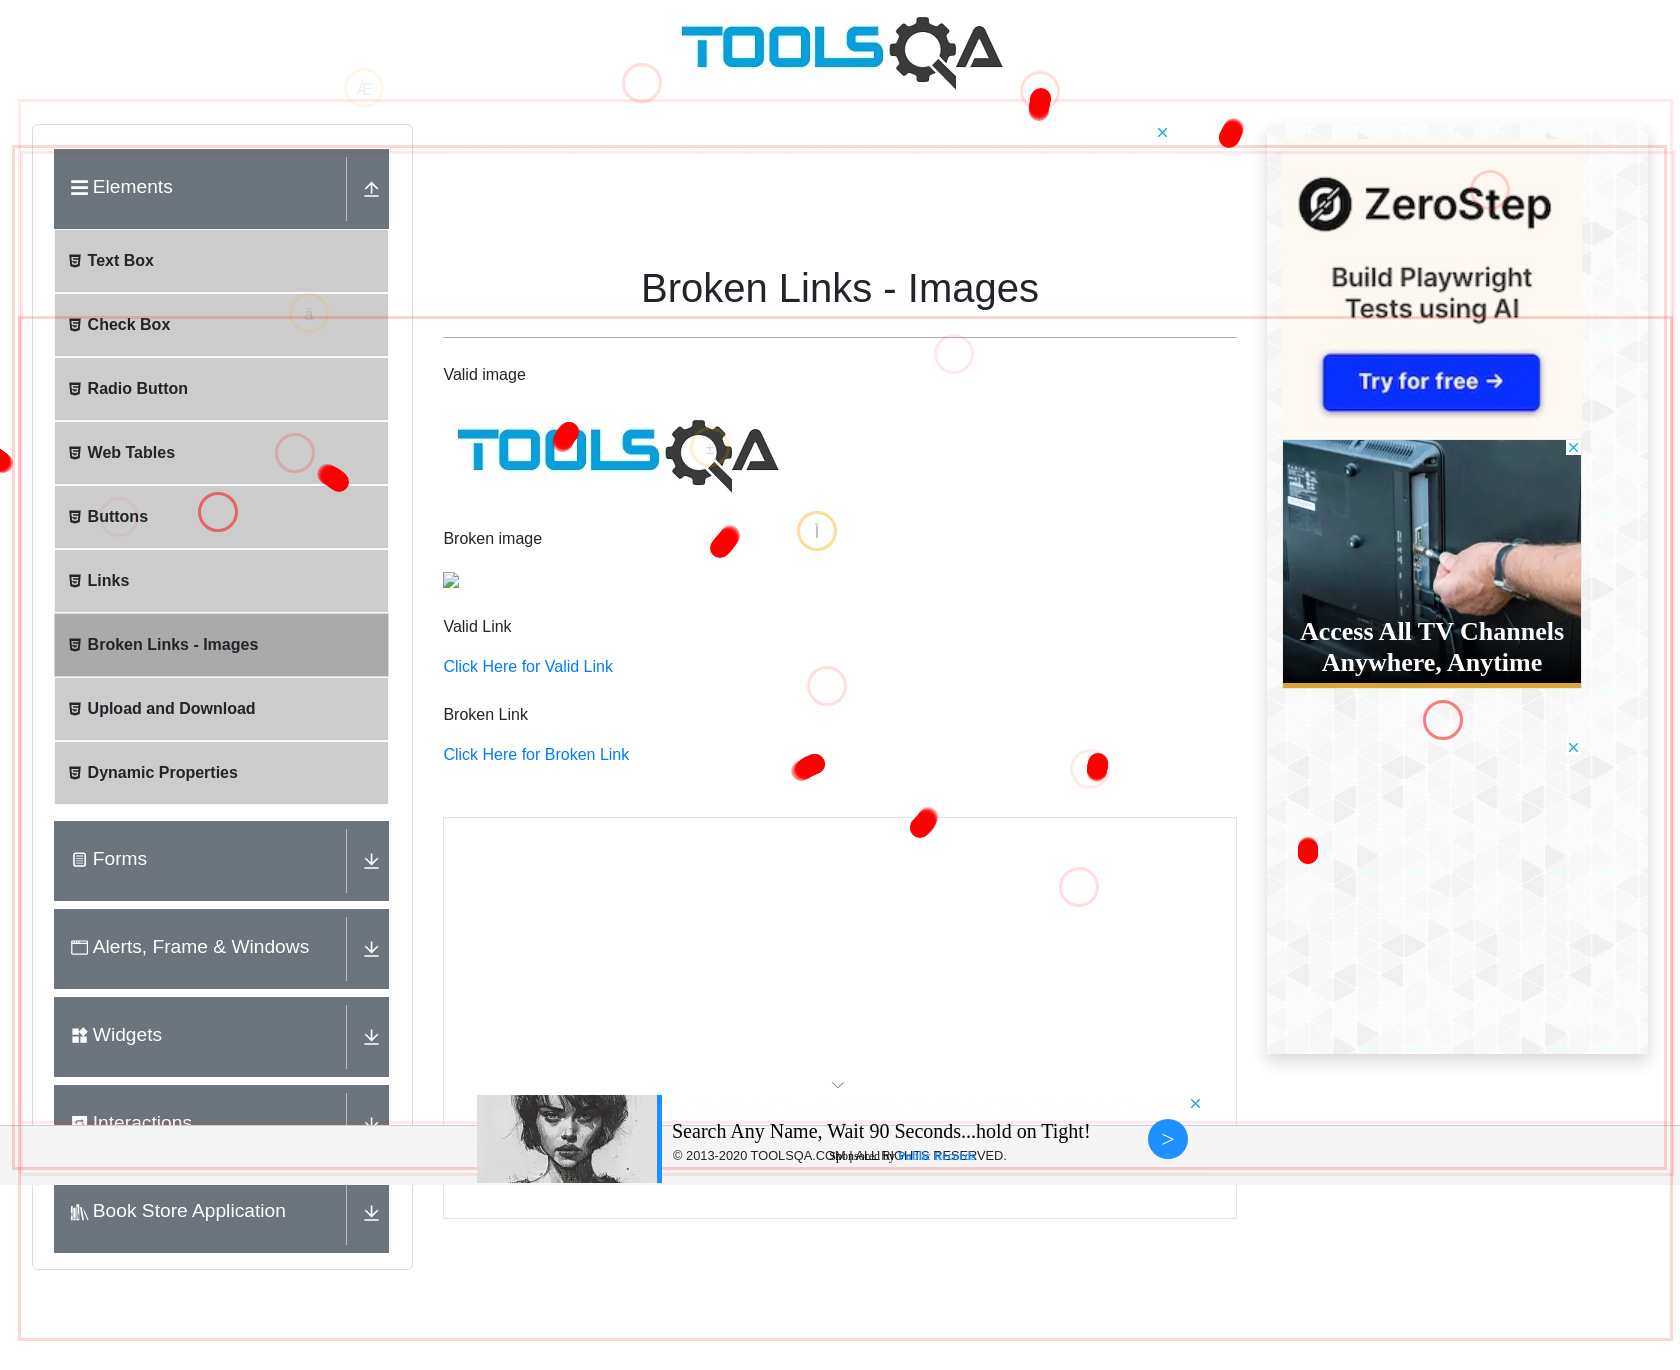 TOOLSQA
Æ
Elements
Text Box
Check Box
ä
Radio Button
Web Tables
Buttons
Links
Broken Links - Images
Upload and Download
Dynamic Properties
Forms
Alerts, Frame & Windows
Widgets
Interactions
Book Store Application
Broken Links - Images
Valid image
TOOLSQA
±
Broken image
Ì
Valid Link
Click Here for Valid Link
Broken Link
Click Here for Broken Link
ZeroStep
Build Playwright
Tests using AI
Try for free →
Access All TV Channels
Anywhere, Anytime
Search Any Name, Wait 90 Seconds...hold on Tight!
>
© 2013-2020 TOOLSQA.COM | ALL RIGHTS RESERVED.
Sponsored by